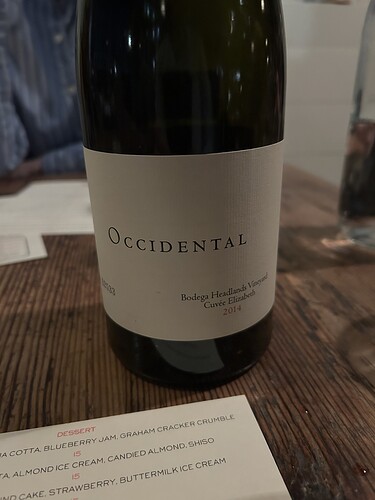 OCCIDENTAL
Bodega Headlands Vineyard
Cuvée Elizabeth
2014
DESSERT
COTTA, BLUEBERRY JAM, GRAHAM CRACKER CRUMBLE
15
ALMOND ICE CREAM, CANDIED ALMOND, SHISO
15
CAKE, STRAWBERRY, BUTTERMILK ICE CREAM